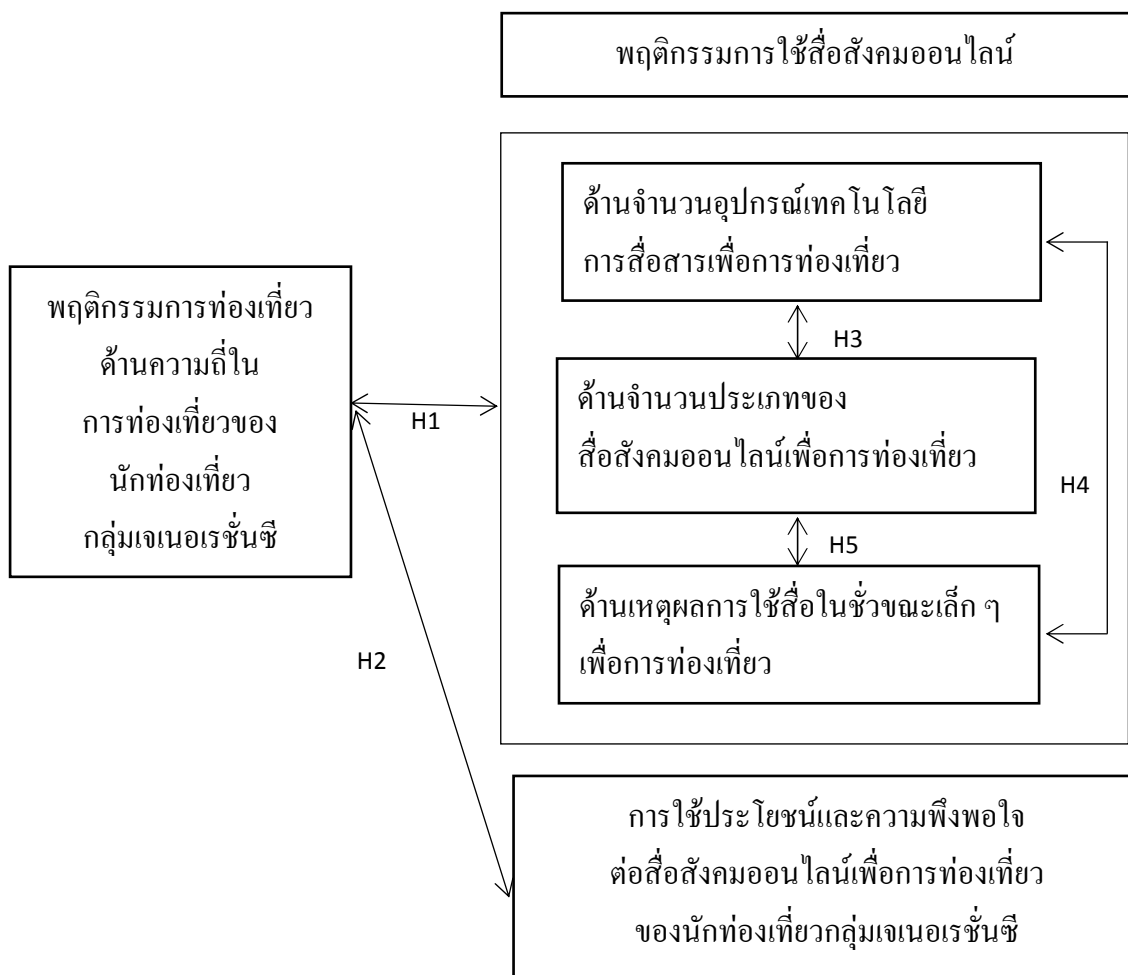 พฤติกรรมการใช้สื่อสังคมออนไลน์
ด้านจำนวนอุปกรณ์เทคโนโลยี
การสื่อสารเพื่อการท่องเที่ยว
พฤติกรรมการท่องเที่ยว
ด้านความถี่ใน
การท่องเที่ยวของ
นักท่องเที่ยว
กลุ่มเจเนอเรชั่นซี
H3
H1
ด้านจำนวนประเภทของ
สื่อสังคมออนไลน์เพื่อการท่องเที่ยว
H4
H5
ด้านเหตุผลการใช้สื่อในชั่วขณะเล็ก ๆ
เพื่อการท่องเที่ยว
H2
การใช้ประโยชน์และความพึงพอใจ
ต่อสื่อสังคมออนไลน์เพื่อการท่องเที่ยว
ของนักท่องเที่ยวกลุ่มเจเนอเรชั่นซี